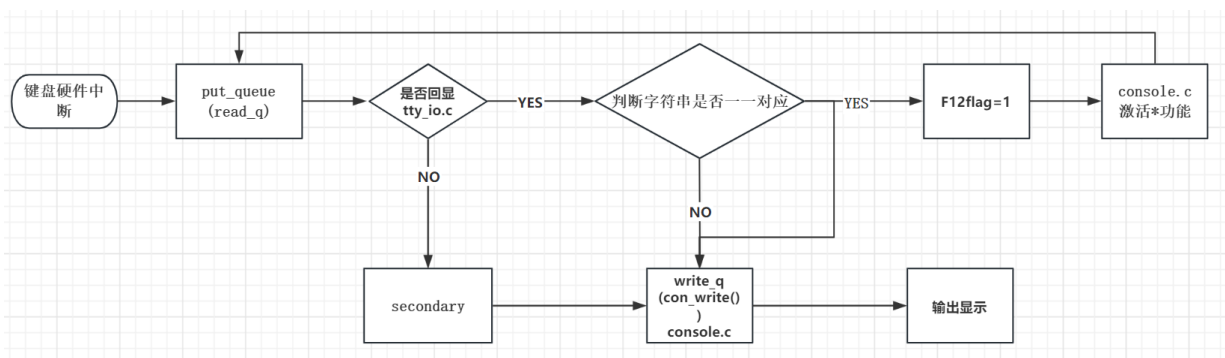 键盘硬件中
断
put_queue
(read_q)
是否回显
tty_io.c
YES
判断字符串是否一一对应
YES
F12flag=1
console.c
激活*功能
NO
NO
secondary
write_q
(con_write()
)
console.c
输出显示